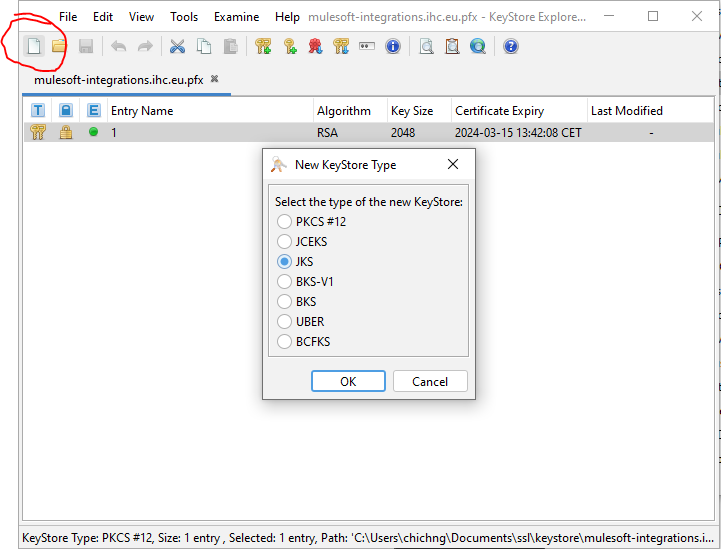 File Edit View Tools Examine Help mulesoft-integrations.ihc.eu.pfx - KeyStore Explore...
mulesoft-integrations.ihc.eu.pfx
T E Entry Name Algorithm Key Size Certificate Expiry Last Modified
1 RSA 2048 2024-03-15 13:42:08 CET -
New KeyStore Type
Select the type of the new KeyStore:
PKCS #12
JCEKS
JKS
BKS-V1
BKS
UBER
BCFKS
OK Cancel
KeyStore Type: PKCS #12, Size: 1 entry , Selected: 1 entry, Path: 'C:\Users\chichng\Documents\ssl\keystore\mulesoft-integrations.i...